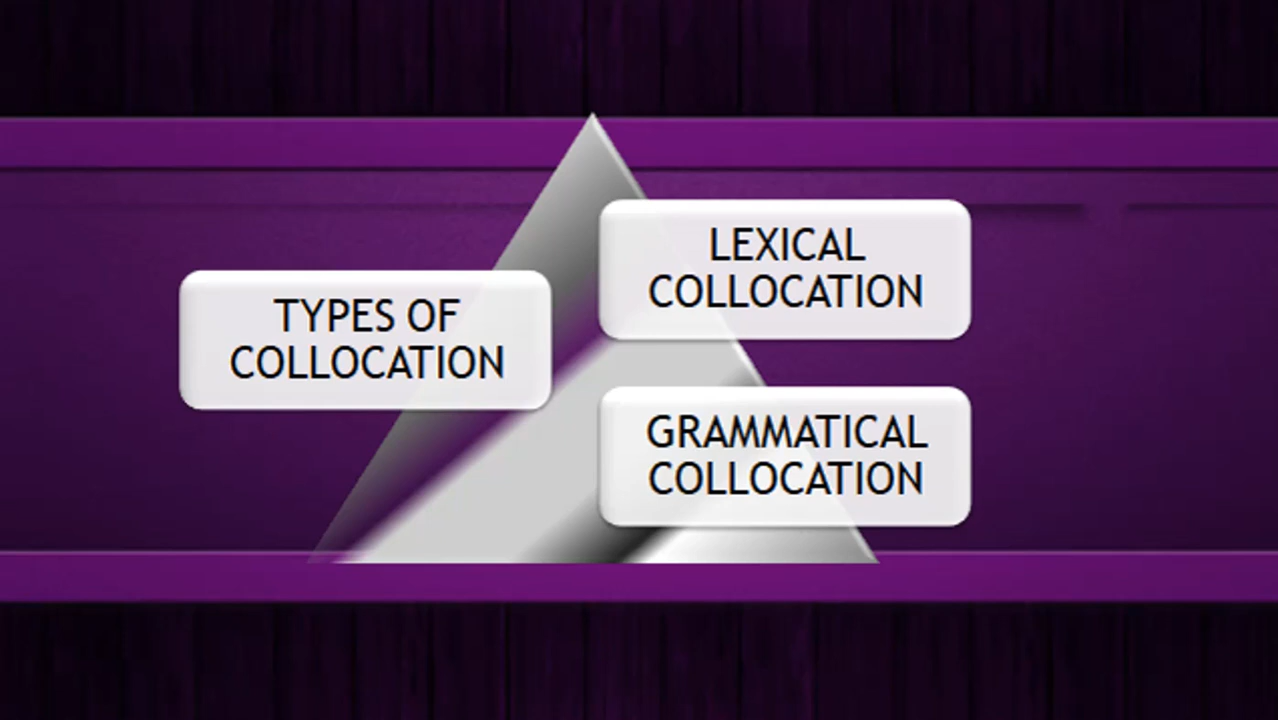 TYPES OF
COLLOCATION
LEXICAL
COLLOCATION
GRAMMATICAL
COLLOCATION